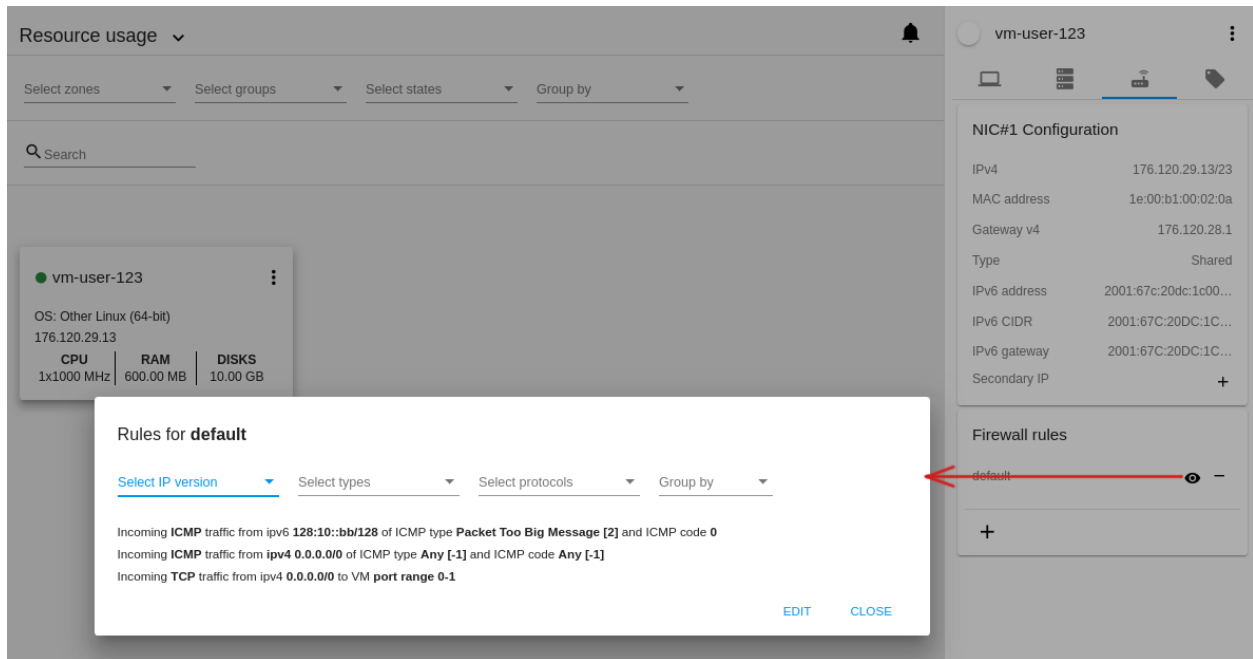 Resource usage
Select zones Select groups Select states Group by
Search
vm-user-123
OS: Other Linux (64-bit)
176.120.29.13
CPU RAM DISKS
1x1000 MHz 600.00 MB 10.00 GB
Rules for default
Select IP version Select types Select protocols Group by
Incoming ICMP traffic from ipv6 128:10::bb/128 of ICMP type Packet Too Big Message [2] and ICMP code 0
Incoming ICMP traffic from ipv4 0.0.0.0/0 of ICMP type Any [-1] and ICMP code Any [-1]
Incoming TCP traffic from ipv4 0.0.0.0/0 to VM port range 0-1
EDIT CLOSE
vm-user-123
NIC#1 Configuration
IPv4 176.120.29.13/23
MAC address 1e:00:b1:00:02:0a
Gateway v4 176.120.28.1
Type Shared
IPv6 address 2001:67c:20dc:1c00...
IPv6 CIDR 2001:67C:20DC:1C...
IPv6 gateway 2001:67C:20DC:1C...
Secondary IP +
Firewall rules
default −
+